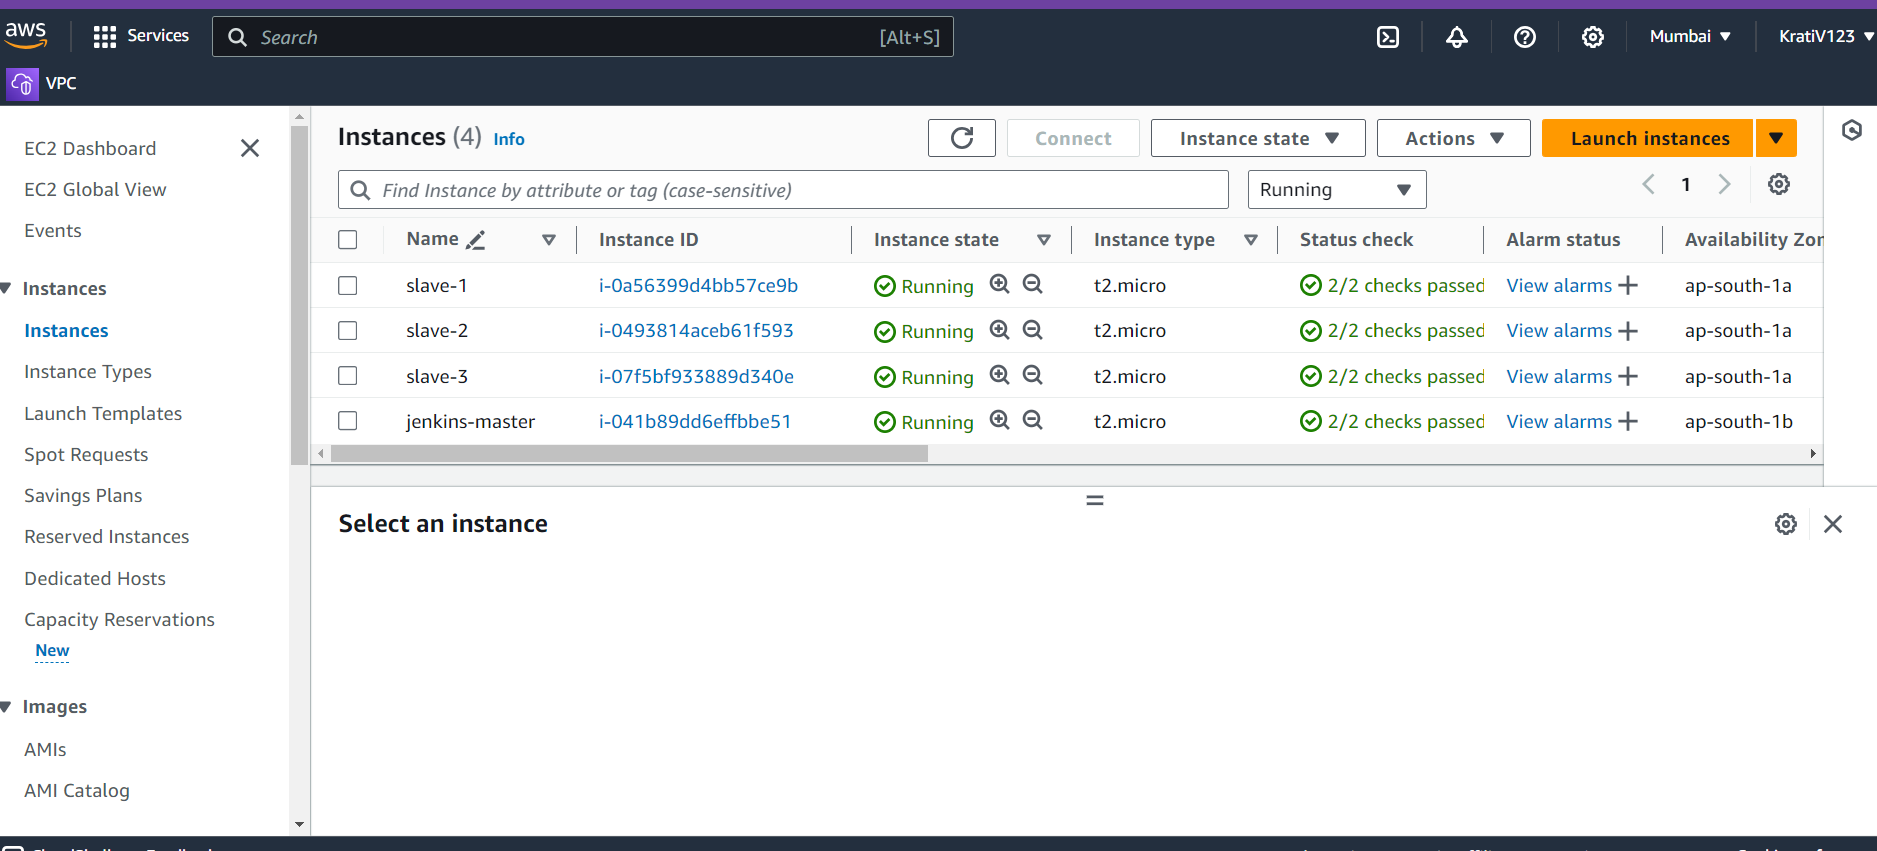 aws Services Search [Alt+S] Mumbai KratiV123
VPC
EC2 Dashboard
EC2 Global View
Events
Instances
Instances
Instance Types
Launch Templates
Spot Requests
Savings Plans
Reserved Instances
Dedicated Hosts
Capacity Reservations
New
Images
AMIs
AMI Catalog
Instances (4) Info Connect Instance state Actions Launch instances
Find Instance by attribute or tag (case-sensitive) Running 1
Name Instance ID Instance state Instance type Status check Alarm status Availability Zor
slave-1 i-0a56399d4bb57ce9b Running t2.micro 2/2 checks passed View alarms ap-south-1a
slave-2 i-0493814aceb61f593 Running t2.micro 2/2 checks passed View alarms ap-south-1a
slave-3 i-07f5bf933889d340e Running t2.micro 2/2 checks passed View alarms ap-south-1a
jenkins-master i-041b89dd6effbbe51 Running t2.micro 2/2 checks passed View alarms ap-south-1b
Select an instance